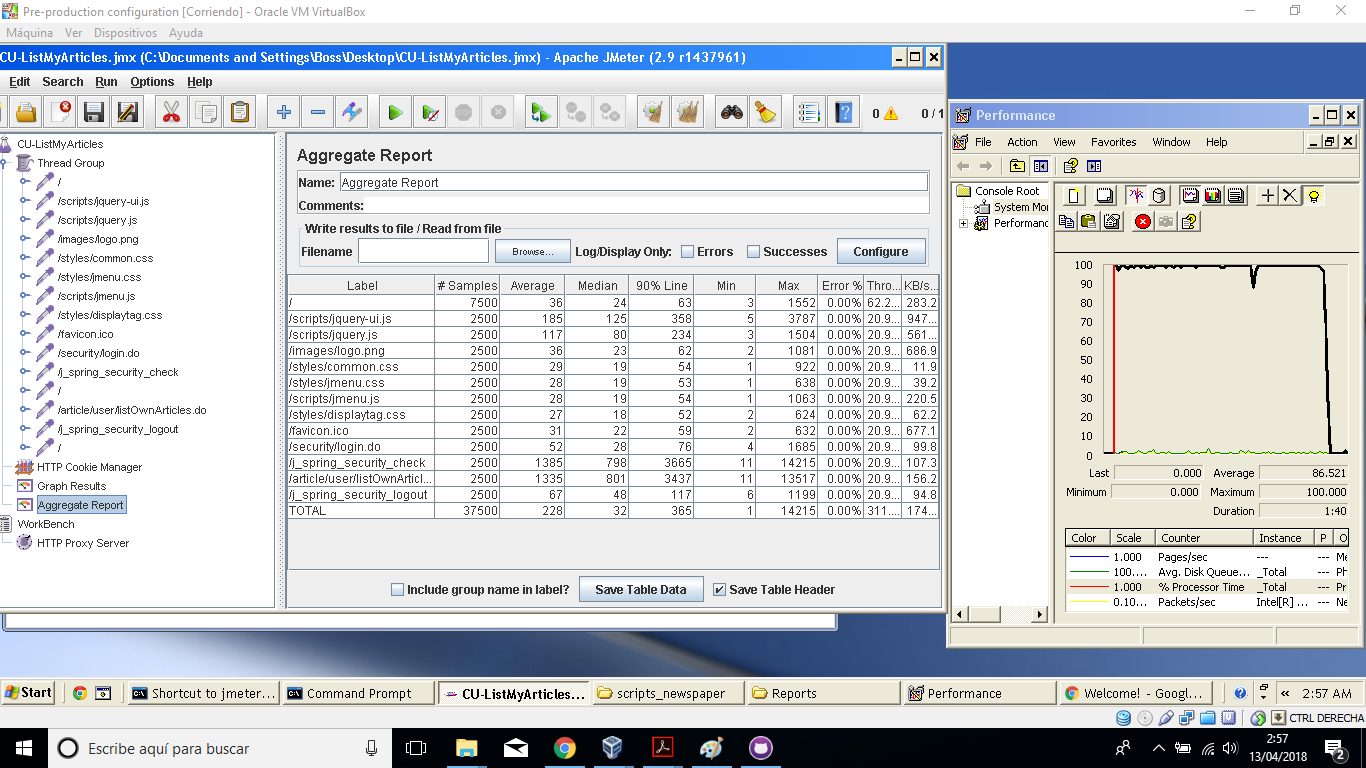 Pre-production configuration [Corriendo] - Oracle VM VirtualBox
Máquina Ver Dispositivos Ayuda
CU-ListMyArticles.jmx (C:\Documents and Settings\Boss\Desktop\CU-ListMyArticles.jmx) - Apache JMeter (2.9 r1437961)
Edit Search Run Options Help
0 0 / 1
CU-ListMyArticles
Thread Group
/
/scripts/jquery-ui.js
/scripts/jquery.js
/images/logo.png
/styles/common.css
/styles/jmenu.css
/scripts/jmenu.js
/styles/displaytag.css
/favicon.ico
/security/login.do
/j_spring_security_check
/
/article/user/listOwnArticles.do
/j_spring_security_logout
/
HTTP Cookie Manager
Graph Results
Aggregate Report
WorkBench
HTTP Proxy Server
Aggregate Report
Name: Aggregate Report
Comments:
Write results to file / Read from file
Filename Browse... Log/Display Only: Errors Successes Configure
Label # Samples Average Median 90% Line Min Max Error % Thro... KB/s...
/ 7500 36 24 63 3 1552 0.00% 62.2... 283.2
/scripts/jquery-ui.js 2500 185 125 358 5 3787 0.00% 20.9... 947...
/scripts/jquery.js 2500 117 80 234 3 1504 0.00% 20.9... 561...
/images/logo.png 2500 36 23 62 2 1081 0.00% 20.9... 686.9
/styles/common.css 2500 29 19 54 1 922 0.00% 20.9... 11.9
/styles/jmenu.css 2500 28 19 53 1 638 0.00% 20.9... 39.2
/scripts/jmenu.js 2500 28 19 54 1 1063 0.00% 20.9... 220.5
/styles/displaytag.css 2500 27 18 52 2 624 0.00% 20.9... 62.2
/favicon.ico 2500 31 22 59 2 632 0.00% 20.9... 677.1
/security/login.do 2500 52 28 76 4 1685 0.00% 20.9... 99.8
/j_spring_security_check 2500 1385 798 3665 11 14215 0.00% 20.9... 107.3
/article/user/listOwnArticl... 2500 1335 801 3437 11 13517 0.00% 20.9... 156.2
/j_spring_security_logout 2500 67 48 117 6 1199 0.00% 20.9... 94.8
TOTAL 37500 228 32 365 1 14215 0.00% 311.... 174...
Include group name in label? Save Table Data Save Table Header
Performance
File Action View Favorites Window Help
Console Root
System Mo
Performanc
100
90
80
70
60
50
40
30
20
10
0
Last 0.000 Average 86.521
Minimum 0.000 Maximum 100.000
Duration 1:40
Color Scale Counter Instance P O
1.000 Pages/sec --- --- Me
100.... Avg. Disk Queue... _Total --- Ph
1.000 % Processor Time _Total --- Pr
0.10... Packets/sec Intel[R] ... --- Ne
Start Shortcut to jmeter... Command Prompt CU-ListMyArticles... scripts_newspaper Reports Performance Welcome! - Googl... 2:57 AM
CTRL DERECHA
Escribe aquí para buscar
2:57
13/04/2018
2